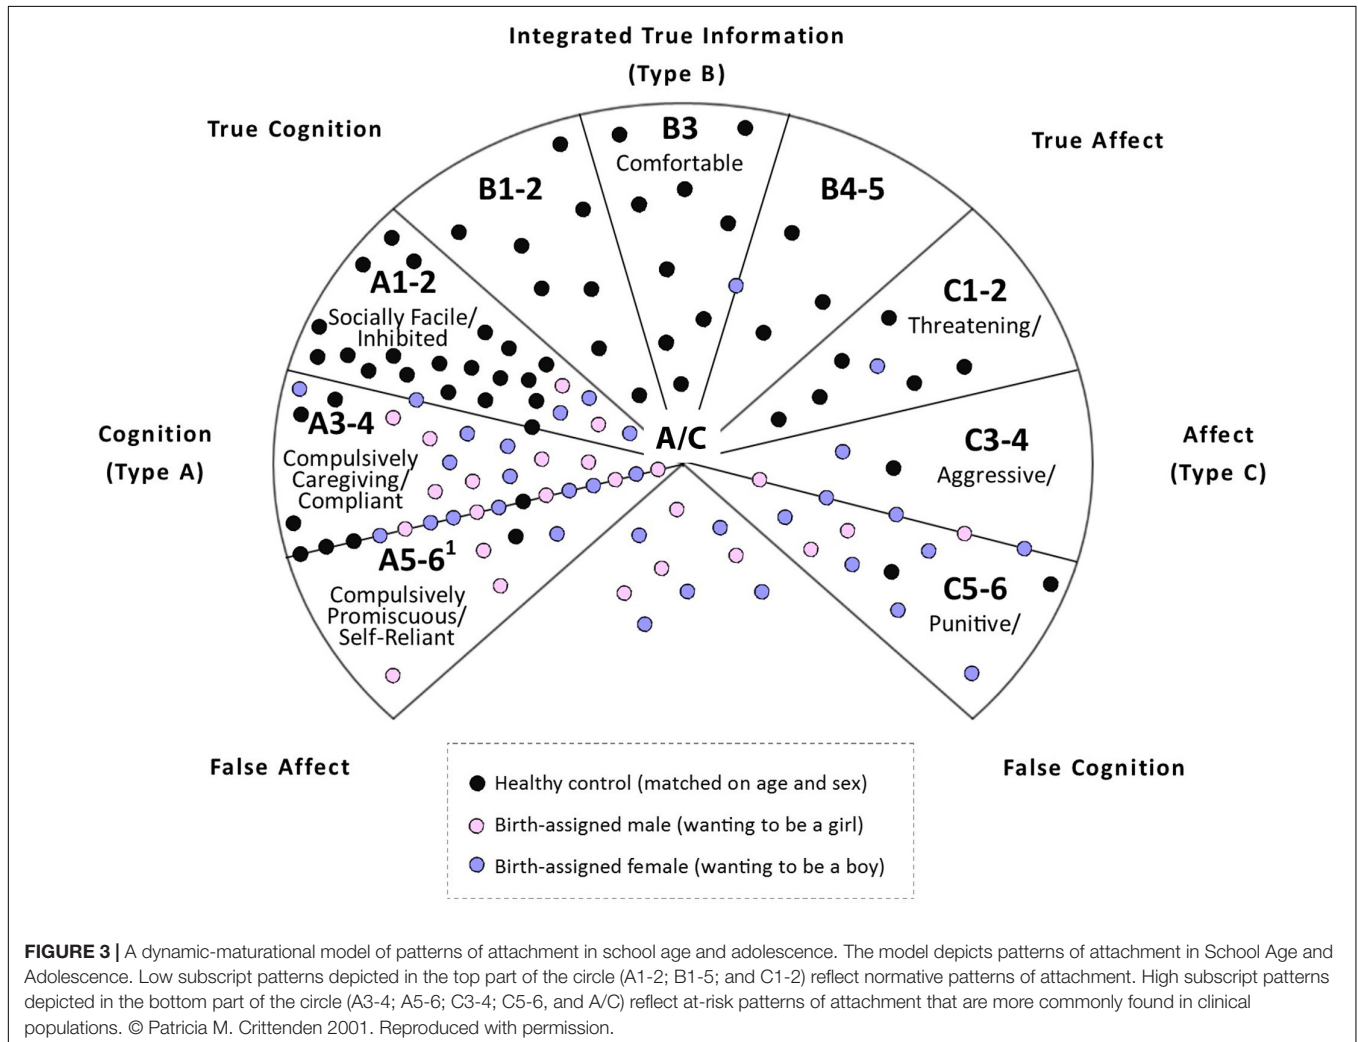 Integrated True Information
(Type B)
True Cognition
True Affect
B3
Comfortable
B1-2
B4-5
A1-2
Socially Facile/
Inhibited
C1-2
Threatening/
A/C
Cognition
(Type A)
A3-4
Compulsively
Caregiving/
Compliant
C3-4
Aggressive/
Affect
(Type C)
A5-6¹
Compulsively
Promiscuous/
Self-Reliant
C5-6
Punitive/
False Affect
False Cognition
Healthy control (matched on age and sex)
Birth-assigned male (wanting to be a girl)
Birth-assigned female (wanting to be a boy)
FIGURE 3 | A dynamic-maturational model of patterns of attachment in school age and adolescence. The model depicts patterns of attachment in School Age and
Adolescence. Low subscript patterns depicted in the top part of the circle (A1-2; B1-5; and C1-2) reflect normative patterns of attachment. High subscript patterns
depicted in the bottom part of the circle (A3-4; A5-6; C3-4; C5-6, and A/C) reflect at-risk patterns of attachment that are more commonly found in clinical
populations. © Patricia M. Crittenden 2001. Reproduced with permission.